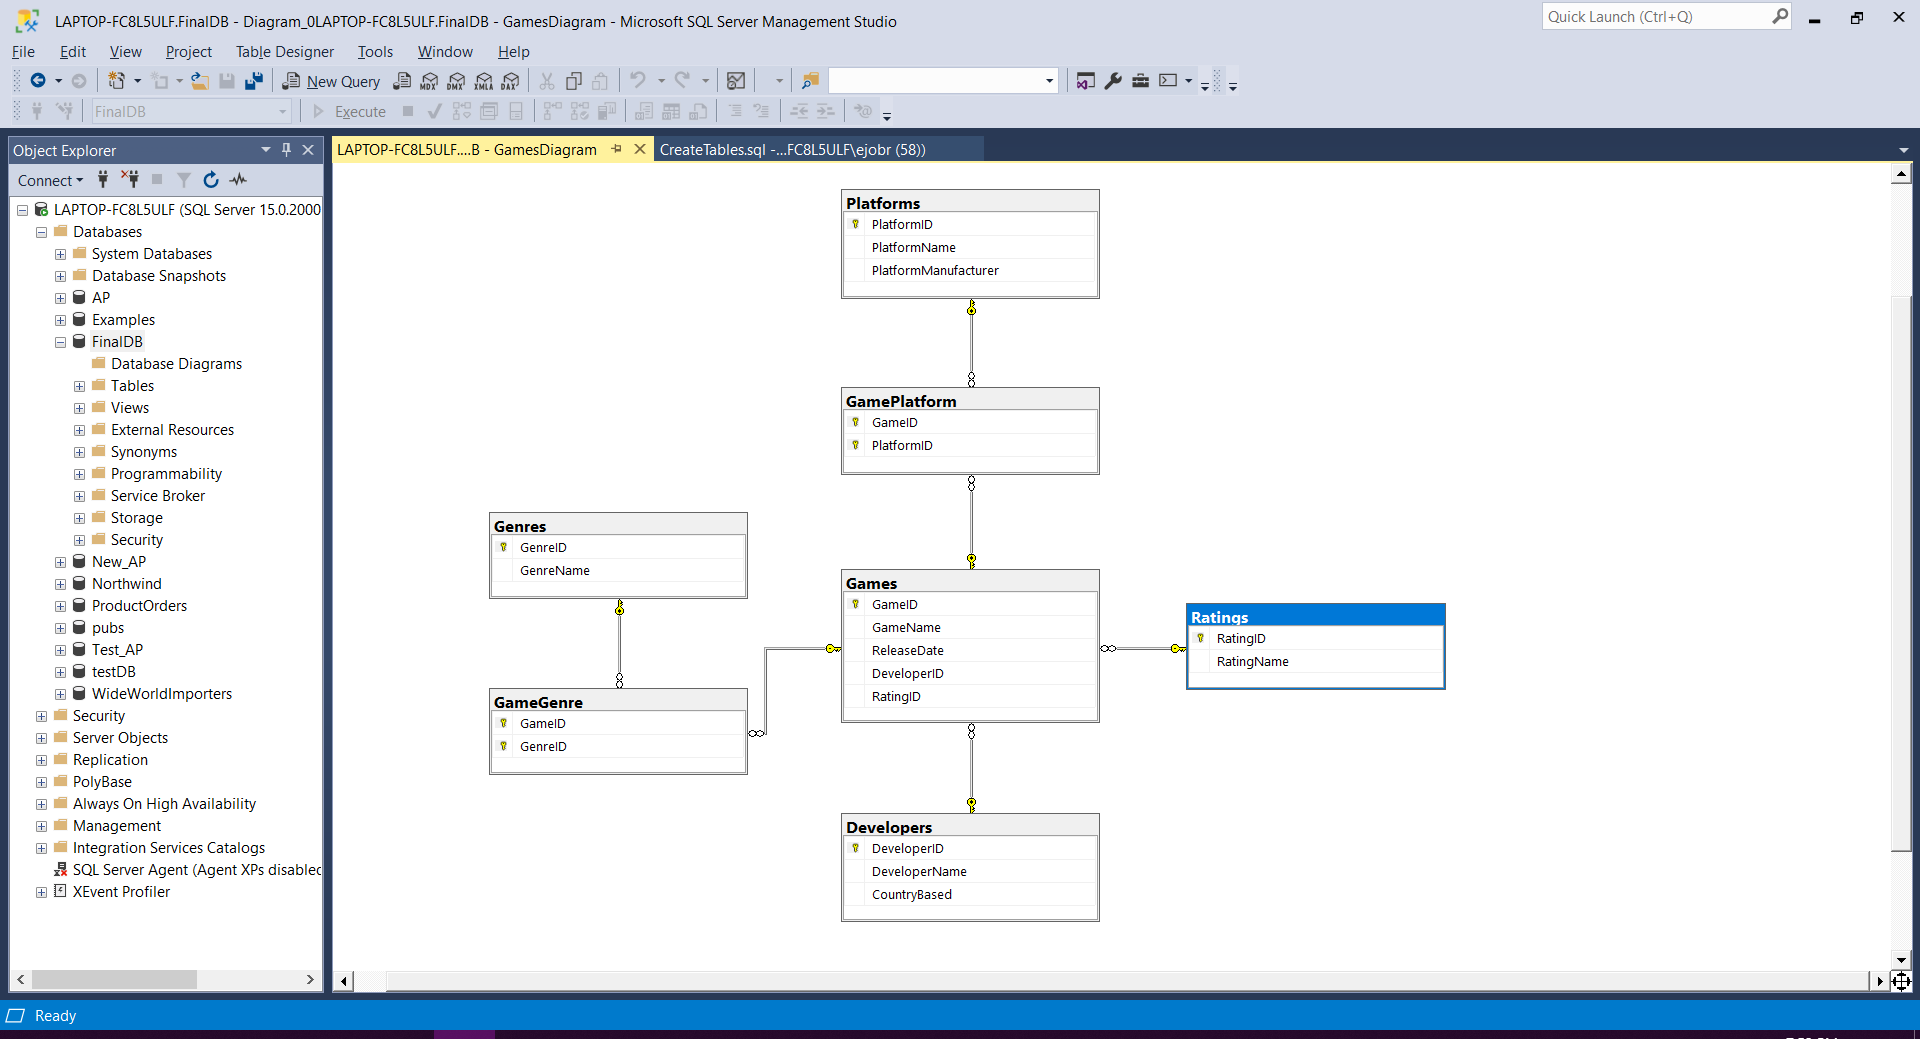 LAPTOP-FC8L5ULF.FinalDB - Diagram_0LAPTOP-FC8L5ULF.FinalDB - GamesDiagram - Microsoft SQL Server Management Studio
Quick Launch (Ctrl+Q)
File Edit View Project Table Designer Tools Window Help
New Query MDX DMX XMLA DAX
FinalDB Execute
Object Explorer
LAPTOP-FC8L5ULF....B - GamesDiagram
CreateTables.sql -...FC8L5ULF\ejobr (58))
Connect
LAPTOP-FC8L5ULF (SQL Server 15.0.2000
Databases
System Databases
Database Snapshots
AP
Examples
FinalDB
Database Diagrams
Tables
Views
External Resources
Synonyms
Programmability
Service Broker
Storage
Security
New_AP
Northwind
ProductOrders
pubs
Test_AP
testDB
WideWorldImporters
Security
Server Objects
Replication
PolyBase
Always On High Availability
Management
Integration Services Catalogs
SQL Server Agent (Agent XPs disabled
XEvent Profiler
Platforms
PlatformID
PlatformName
PlatformManufacturer
GamePlatform
GameID
PlatformID
Genres
GenreID
GenreName
GameGenre
GameID
GenreID
Games
GameID
GameName
ReleaseDate
DeveloperID
RatingID
Ratings
RatingID
RatingName
Developers
DeveloperID
DeveloperName
CountryBased
Ready